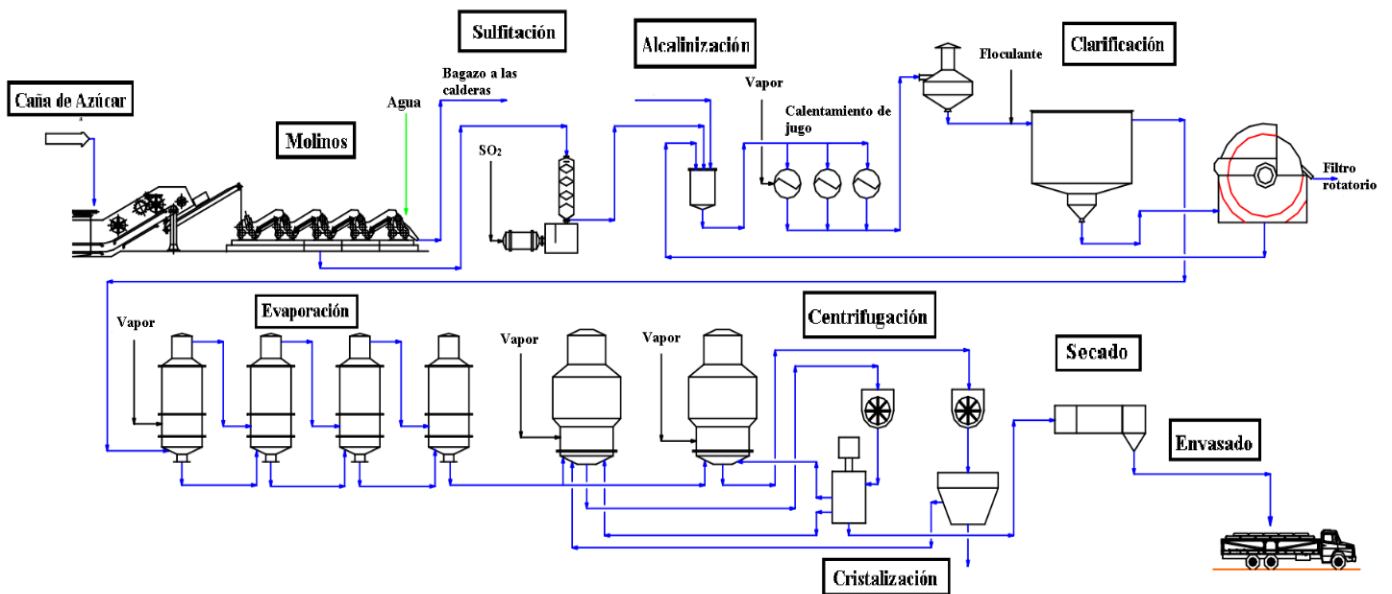 Sulfitación
Alcalinización
Clarificación
Floculante
Caña de Azúcar
Bagazo a las
calderas
Vapor
Agua
Calentamiento de
jugo
Molinos
SO₂
Filtro
rotatorio
Evaporación
Centrifugación
Vapor
Vapor
Vapor
Secado
Envasado
Cristalización